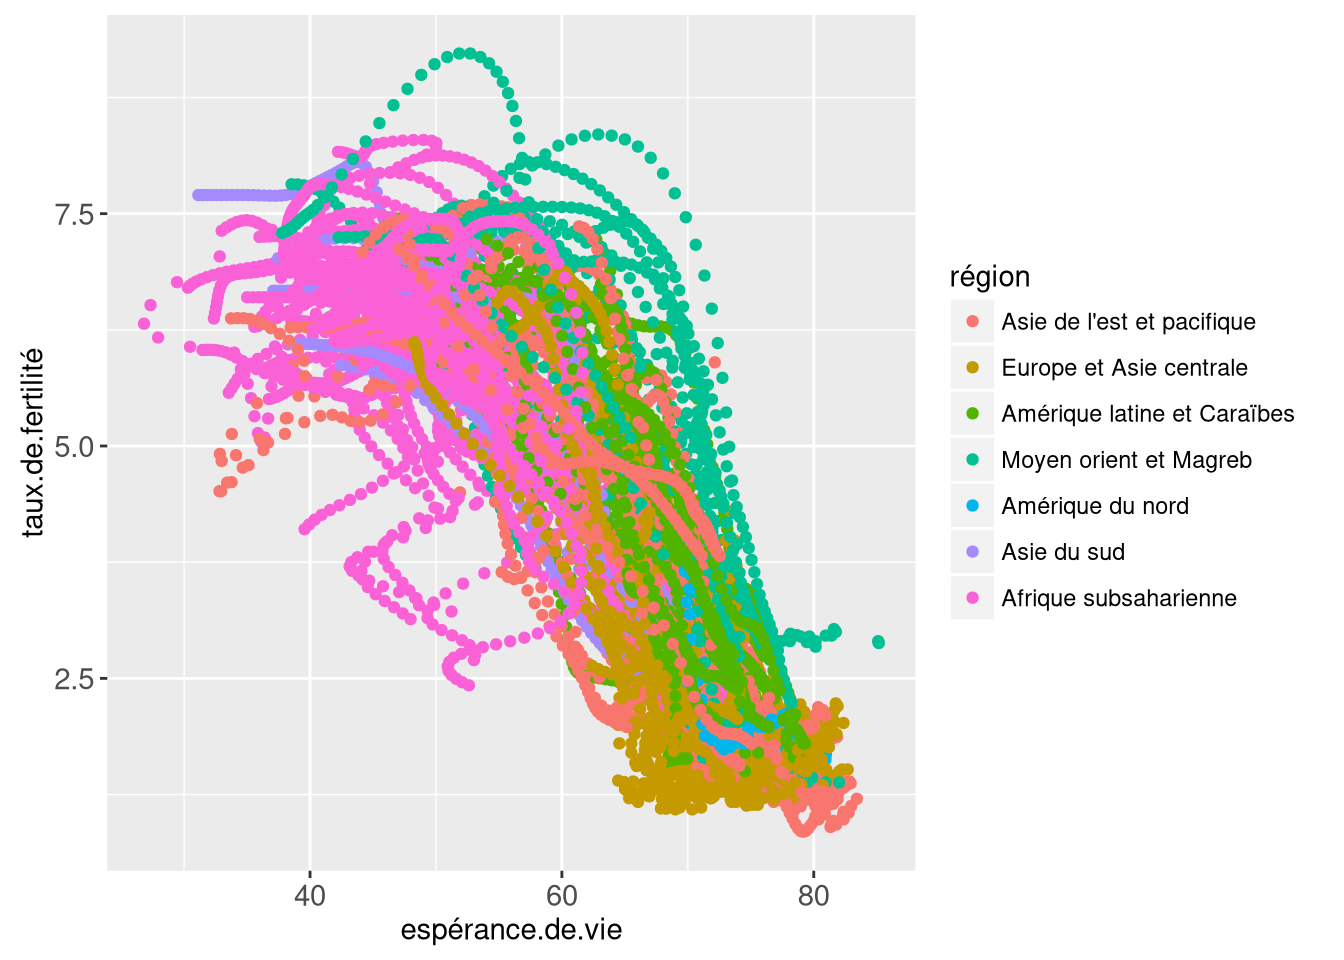 7.5
5.0
2.5
40
60
80
espérance.de.vie
taux.de.fertilité
région
Asie de l'est et pacifique
Europe et Asie centrale
Amérique latine et Caraïbes
Moyen orient et Magreb
Amérique du nord
Asie du sud
Afrique subsaharienne